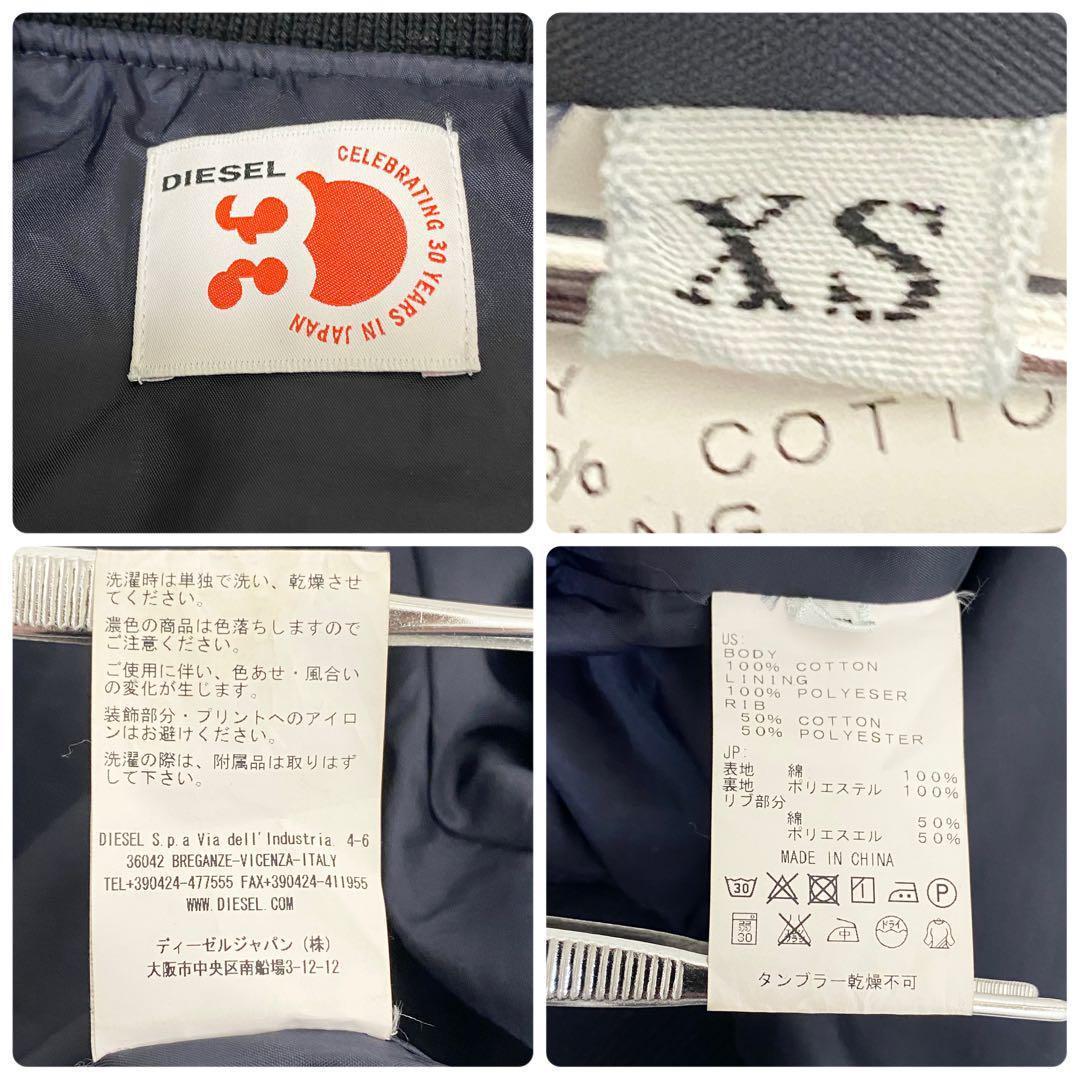 DIESEL
CELEBRATING 30 YEARS IN JAPAN
XS
Y
% COTTO
ING
洗濯時は単独で洗い、乾燥させ
てください。
濃色の商品は色落ちしますので
ご注意ください。
ご使用に伴い、色あせ・風合い
の変化が生じます。
装飾部分・プリントへのアイロ
ンはお避けください。
洗濯の際は、附属品は取りはず
して下さい。
DIESEL S.p.a Via dell'Industria. 4-6
36042 BREGANZE-VICENZA-ITALY
TEL+390424-477555 FAX+390424-411955
WWW.DIESEL.COM
ディーゼルジャパン（株）
大阪市中央区南船場3-12-12
US:
BODY
100% COTTON
LINING
100% POLYESER
RIB
50% COTTON
50% POLYESTER
JP:
表地 綿 100%
裏地 ポリエステル 100%
リブ部分
綿 50%
ポリエスエル 50%
MADE IN CHINA
30 1 P
30 中 ドライ
タンブラー乾燥不可